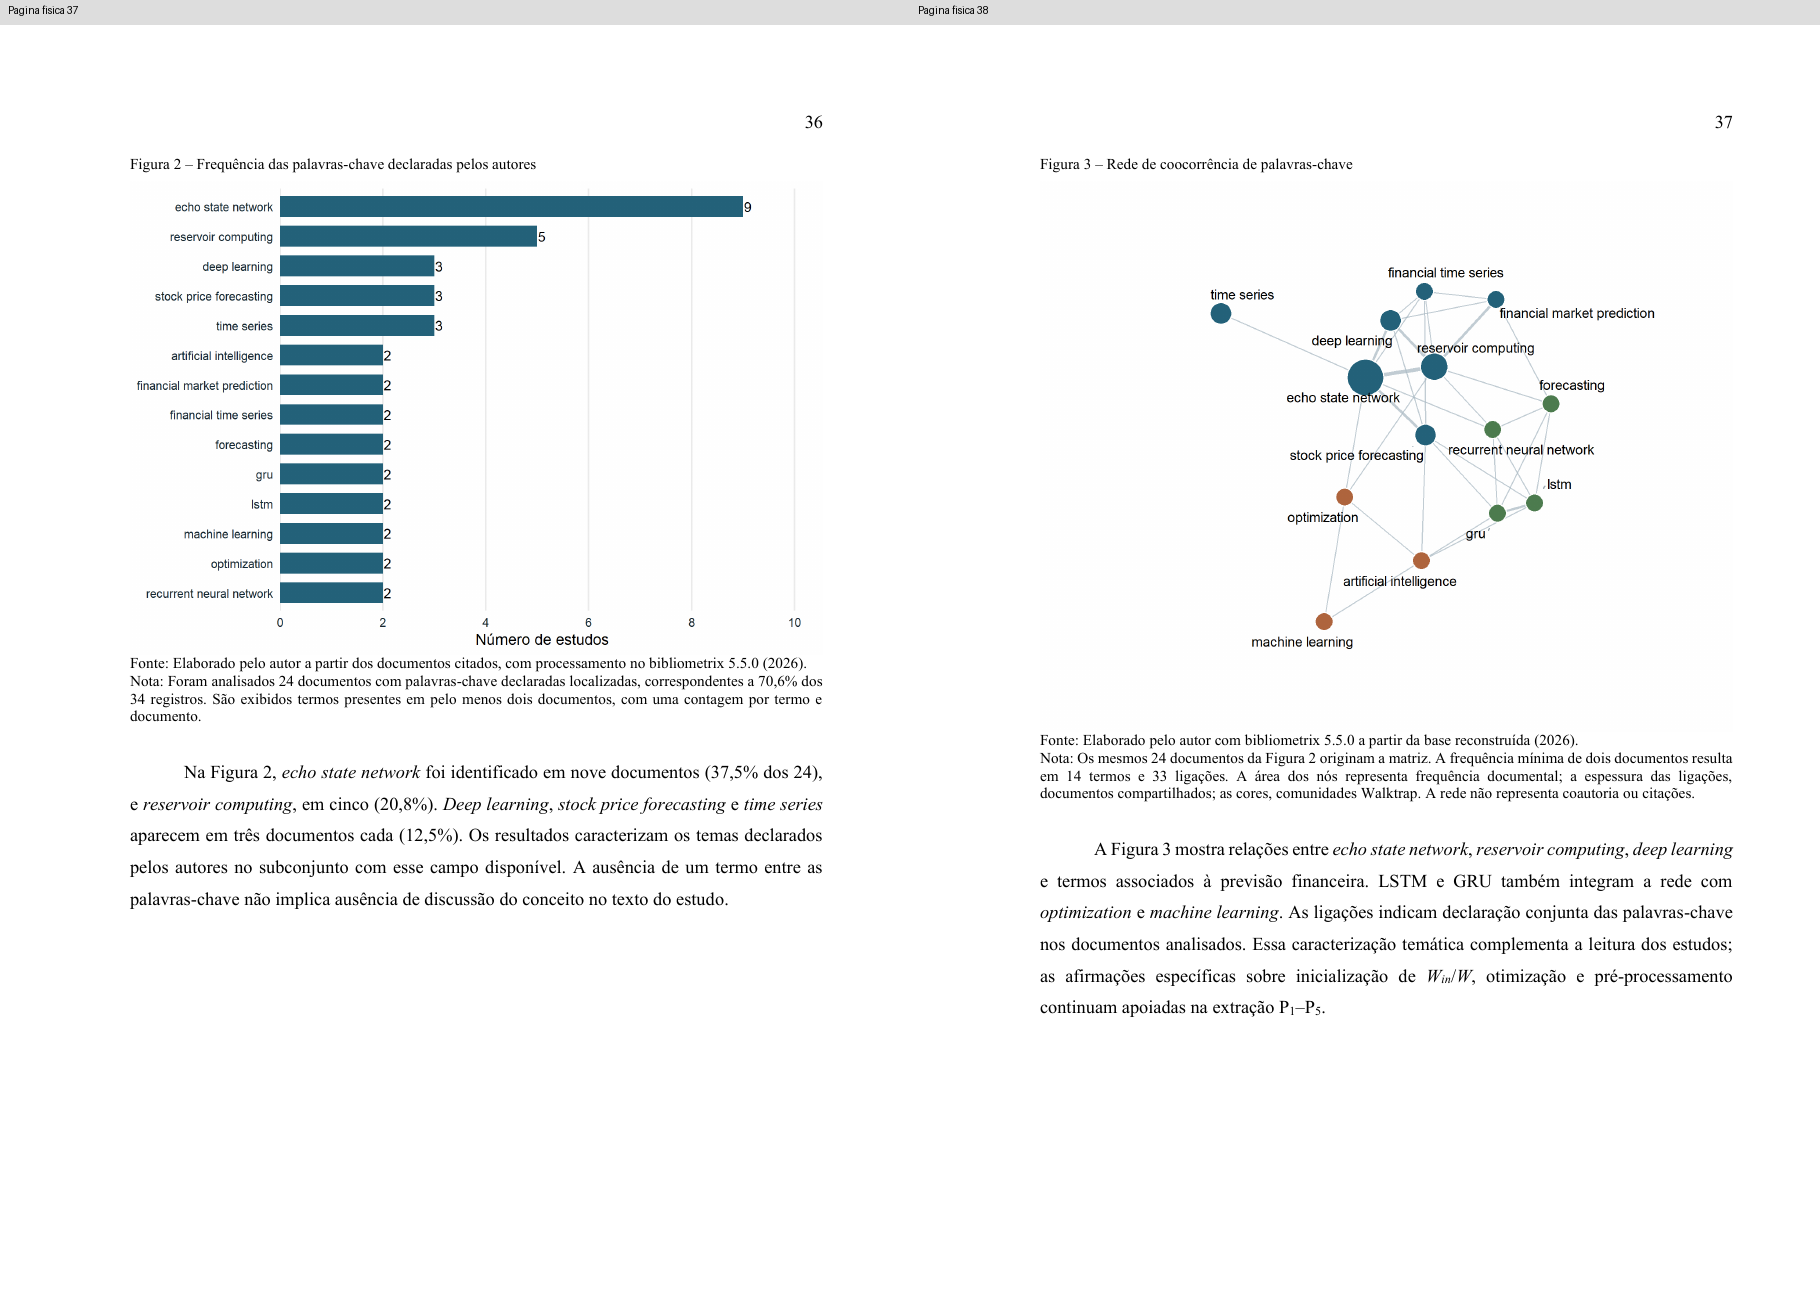 Pagina fisica 37
36
Figura 2 – Frequência das palavras-chave declaradas pelos autores
echo state network 9
reservoir computing 5
deep learning 3
stock price forecasting 3
time series 3
artificial intelligence 2
financial market prediction 2
financial time series 2
forecasting 2
gru 2
lstm 2
machine learning 2
optimization 2
recurrent neural network 2
0 2 4 6 8 10
Número de estudos
Fonte: Elaborado pelo autor a partir dos documentos citados, com processamento no bibliometrix 5.5.0 (2026).
Nota: Foram analisados 24 documentos com palavras-chave declaradas localizadas, correspondentes a 70,6% dos
34 registros. São exibidos termos presentes em pelo menos dois documentos, com uma contagem por termo e
documento.
Na Figura 2, echo state network foi identificado em nove documentos (37,5% dos 24),
e reservoir computing, em cinco (20,8%). Deep learning, stock price forecasting e time series
aparecem em três documentos cada (12,5%). Os resultados caracterizam os temas declarados
pelos autores no subconjunto com esse campo disponível. A ausência de um termo entre as
palavras-chave não implica ausência de discussão do conceito no texto do estudo.
Pagina fisica 38
37
Figura 3 – Rede de coocorrência de palavras-chave
financial time series
time series
financial market prediction
deep learning
reservoir computing
forecasting
echo state network
recurrent neural network
stock price forecasting
lstm
optimization
gru
artificial intelligence
machine learning
Fonte: Elaborado pelo autor com bibliometrix 5.5.0 a partir da base reconstruída (2026).
Nota: Os mesmos 24 documentos da Figura 2 originam a matriz. A frequência mínima de dois documentos resulta
em 14 termos e 33 ligações. A área dos nós representa frequência documental; a espessura das ligações,
documentos compartilhados; as cores, comunidades Walktrap. A rede não representa coautoria ou citações.
A Figura 3 mostra relações entre echo state network, reservoir computing, deep learning
e termos associados à previsão financeira. LSTM e GRU também integram a rede com
optimization e machine learning. As ligações indicam declaração conjunta das palavras-chave
nos documentos analisados. Essa caracterização temática complementa a leitura dos estudos;
as afirmações específicas sobre inicialização de Win/W, otimização e pré-processamento
continuam apoiadas na extração P1–P5.